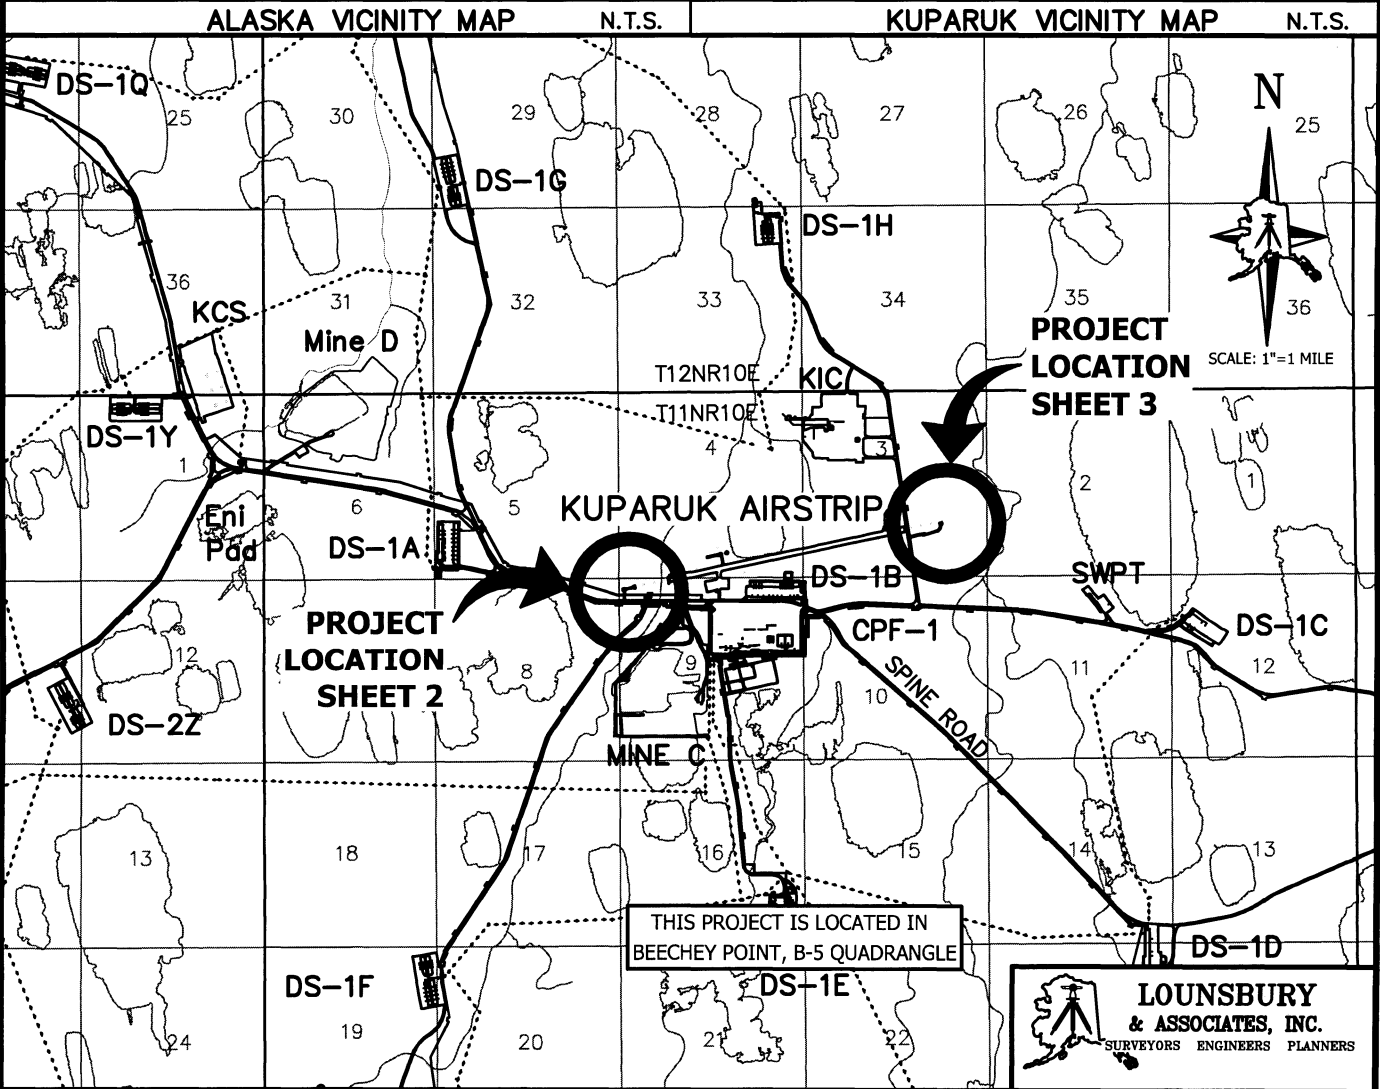 ALASKA VICINITY MAP N.T.S. KUPARUK VICINITY MAP N.T.S.
DS-1Q
25
30
29
28
27
26
25
N
DS-1G
DS-1H
36
31
32
33
34
35
36
KCS
Mine D
PROJECT
LOCATION
SHEET 3
SCALE: 1"=1 MILE
T12NR10E
T11NR10E
KIC
DS-1Y
1
6
5
4
3
2
1
KUPARUK AIRSTRIP
Eni
Pad
DS-1A
DS-1B
SWPT
PROJECT
LOCATION
SHEET 2
CPF-1
DS-1C
12
8
9
10
11
12
SPINE ROAD
DS-2Z
MINE C
13
18
17
16
15
14
13
THIS PROJECT IS LOCATED IN
BEECHEY POINT, B-5 QUADRANGLE
DS-1D
DS-1F
DS-1E
24
19
20
21
22
LOUNSBURY
& ASSOCIATES, INC.
SURVEYORS ENGINEERS PLANNERS